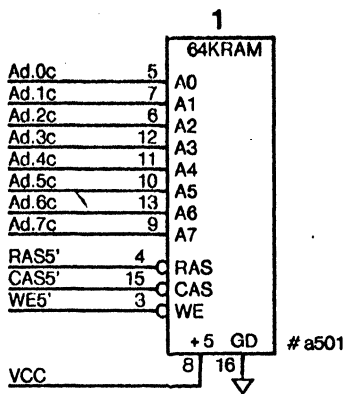 1
64KRAM
Ad.0c 5 A0
Ad.1c 7 A1
Ad.2c 6 A2
Ad.3c 12 A3
Ad.4c 11 A4
Ad.5c 10 A5
Ad.6c 13 A6
Ad.7c 9 A7
RAS5' 4 RAS
CAS5' 15 CAS
WE5' 3 WE
+5 GD #a501
8 16
VCC